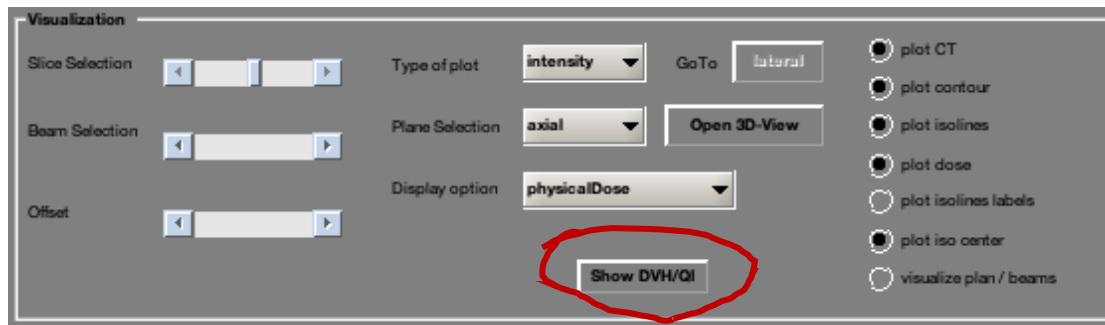 Visualization
Slice Selection
Type of plot
intensity
GoTo
lateral
plot CT
plot contour
Beam Selection
Plane Selection
axial
Open 3D-View
plot isolines
plot dose
Display option
physicalDose
plot isolines labels
Offset
plot iso center
Show DVH/QI
visualize plan / beams